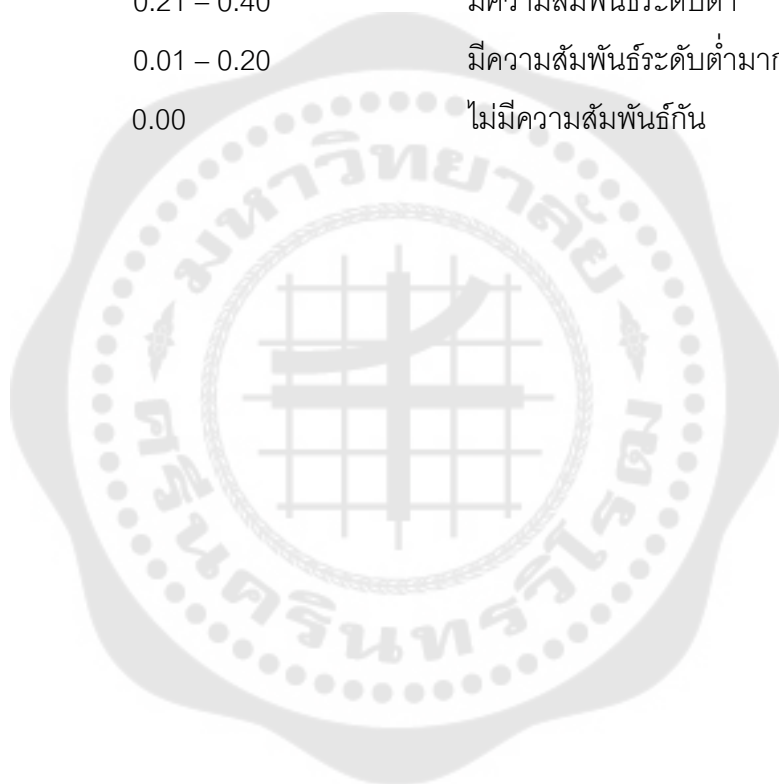 0.21 – 0.40 มีความสัมพันธ์ระดับต่ำ
0.01 – 0.20 มีความสัมพันธ์ระดับต่ำมาก
0.00 ไม่มีความสัมพันธ์กัน
มหาวิทยาลัย
ศรีนครินทรวิโรฒ